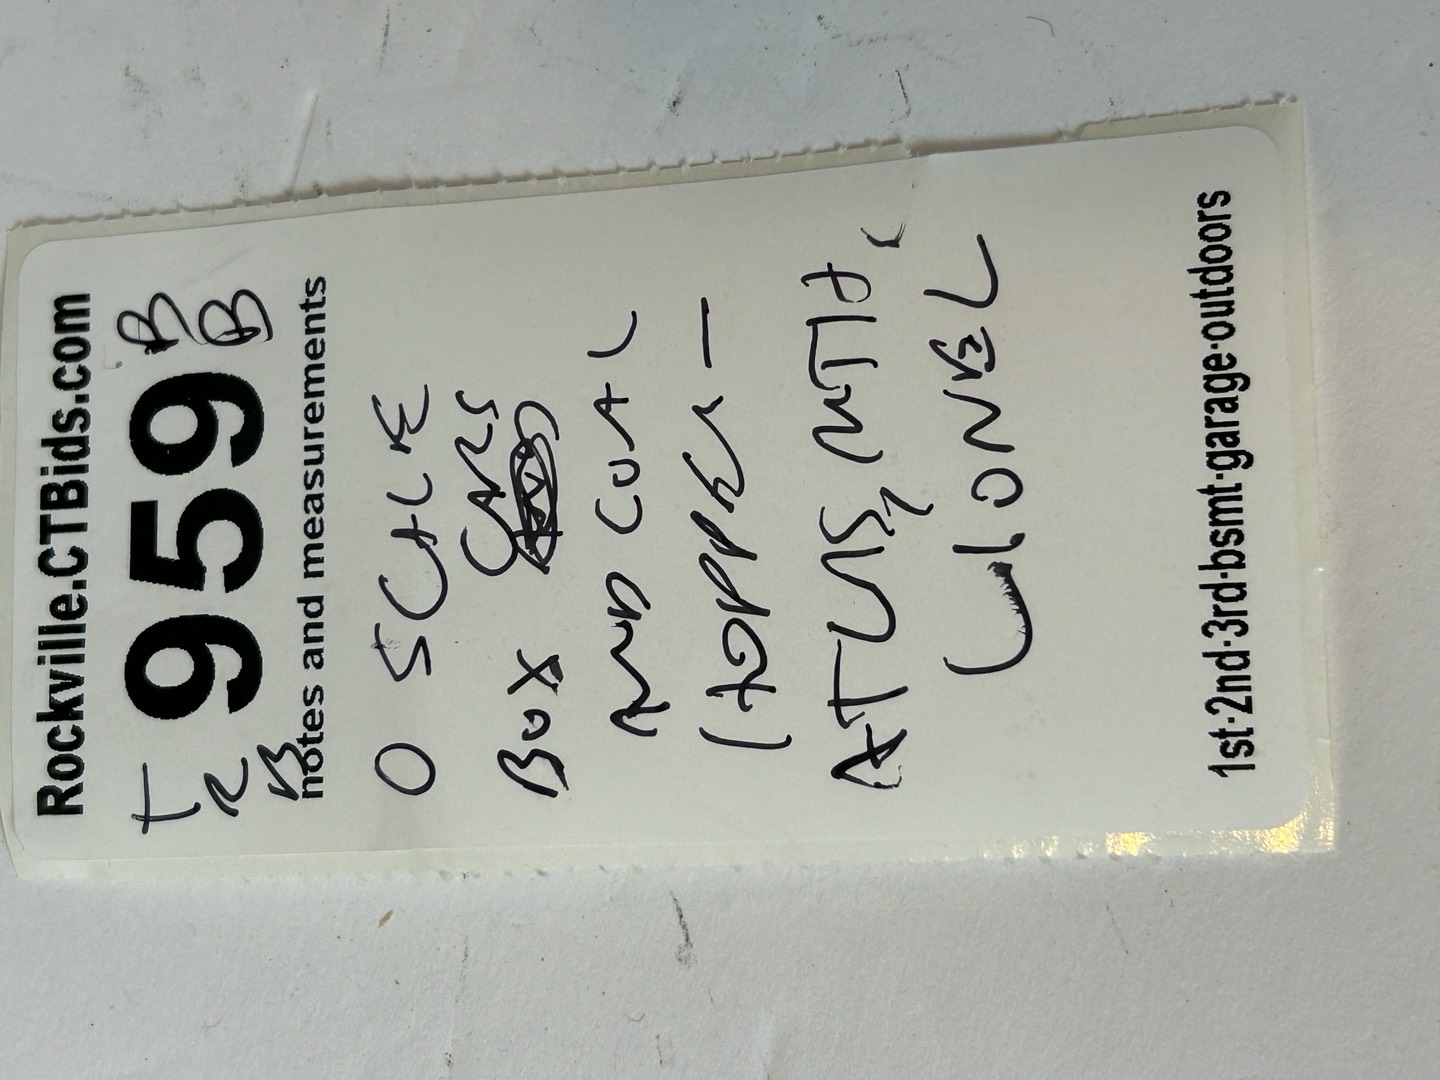 Rockville.CTBids.com
T 959 B
R B
B
notes and measurements
O SCALE
BOX CARS
AND COAL
HOPPER —
ATLAS, MTH,
LIONEL
1st·2nd·3rd·bsmt·garage·outdoors